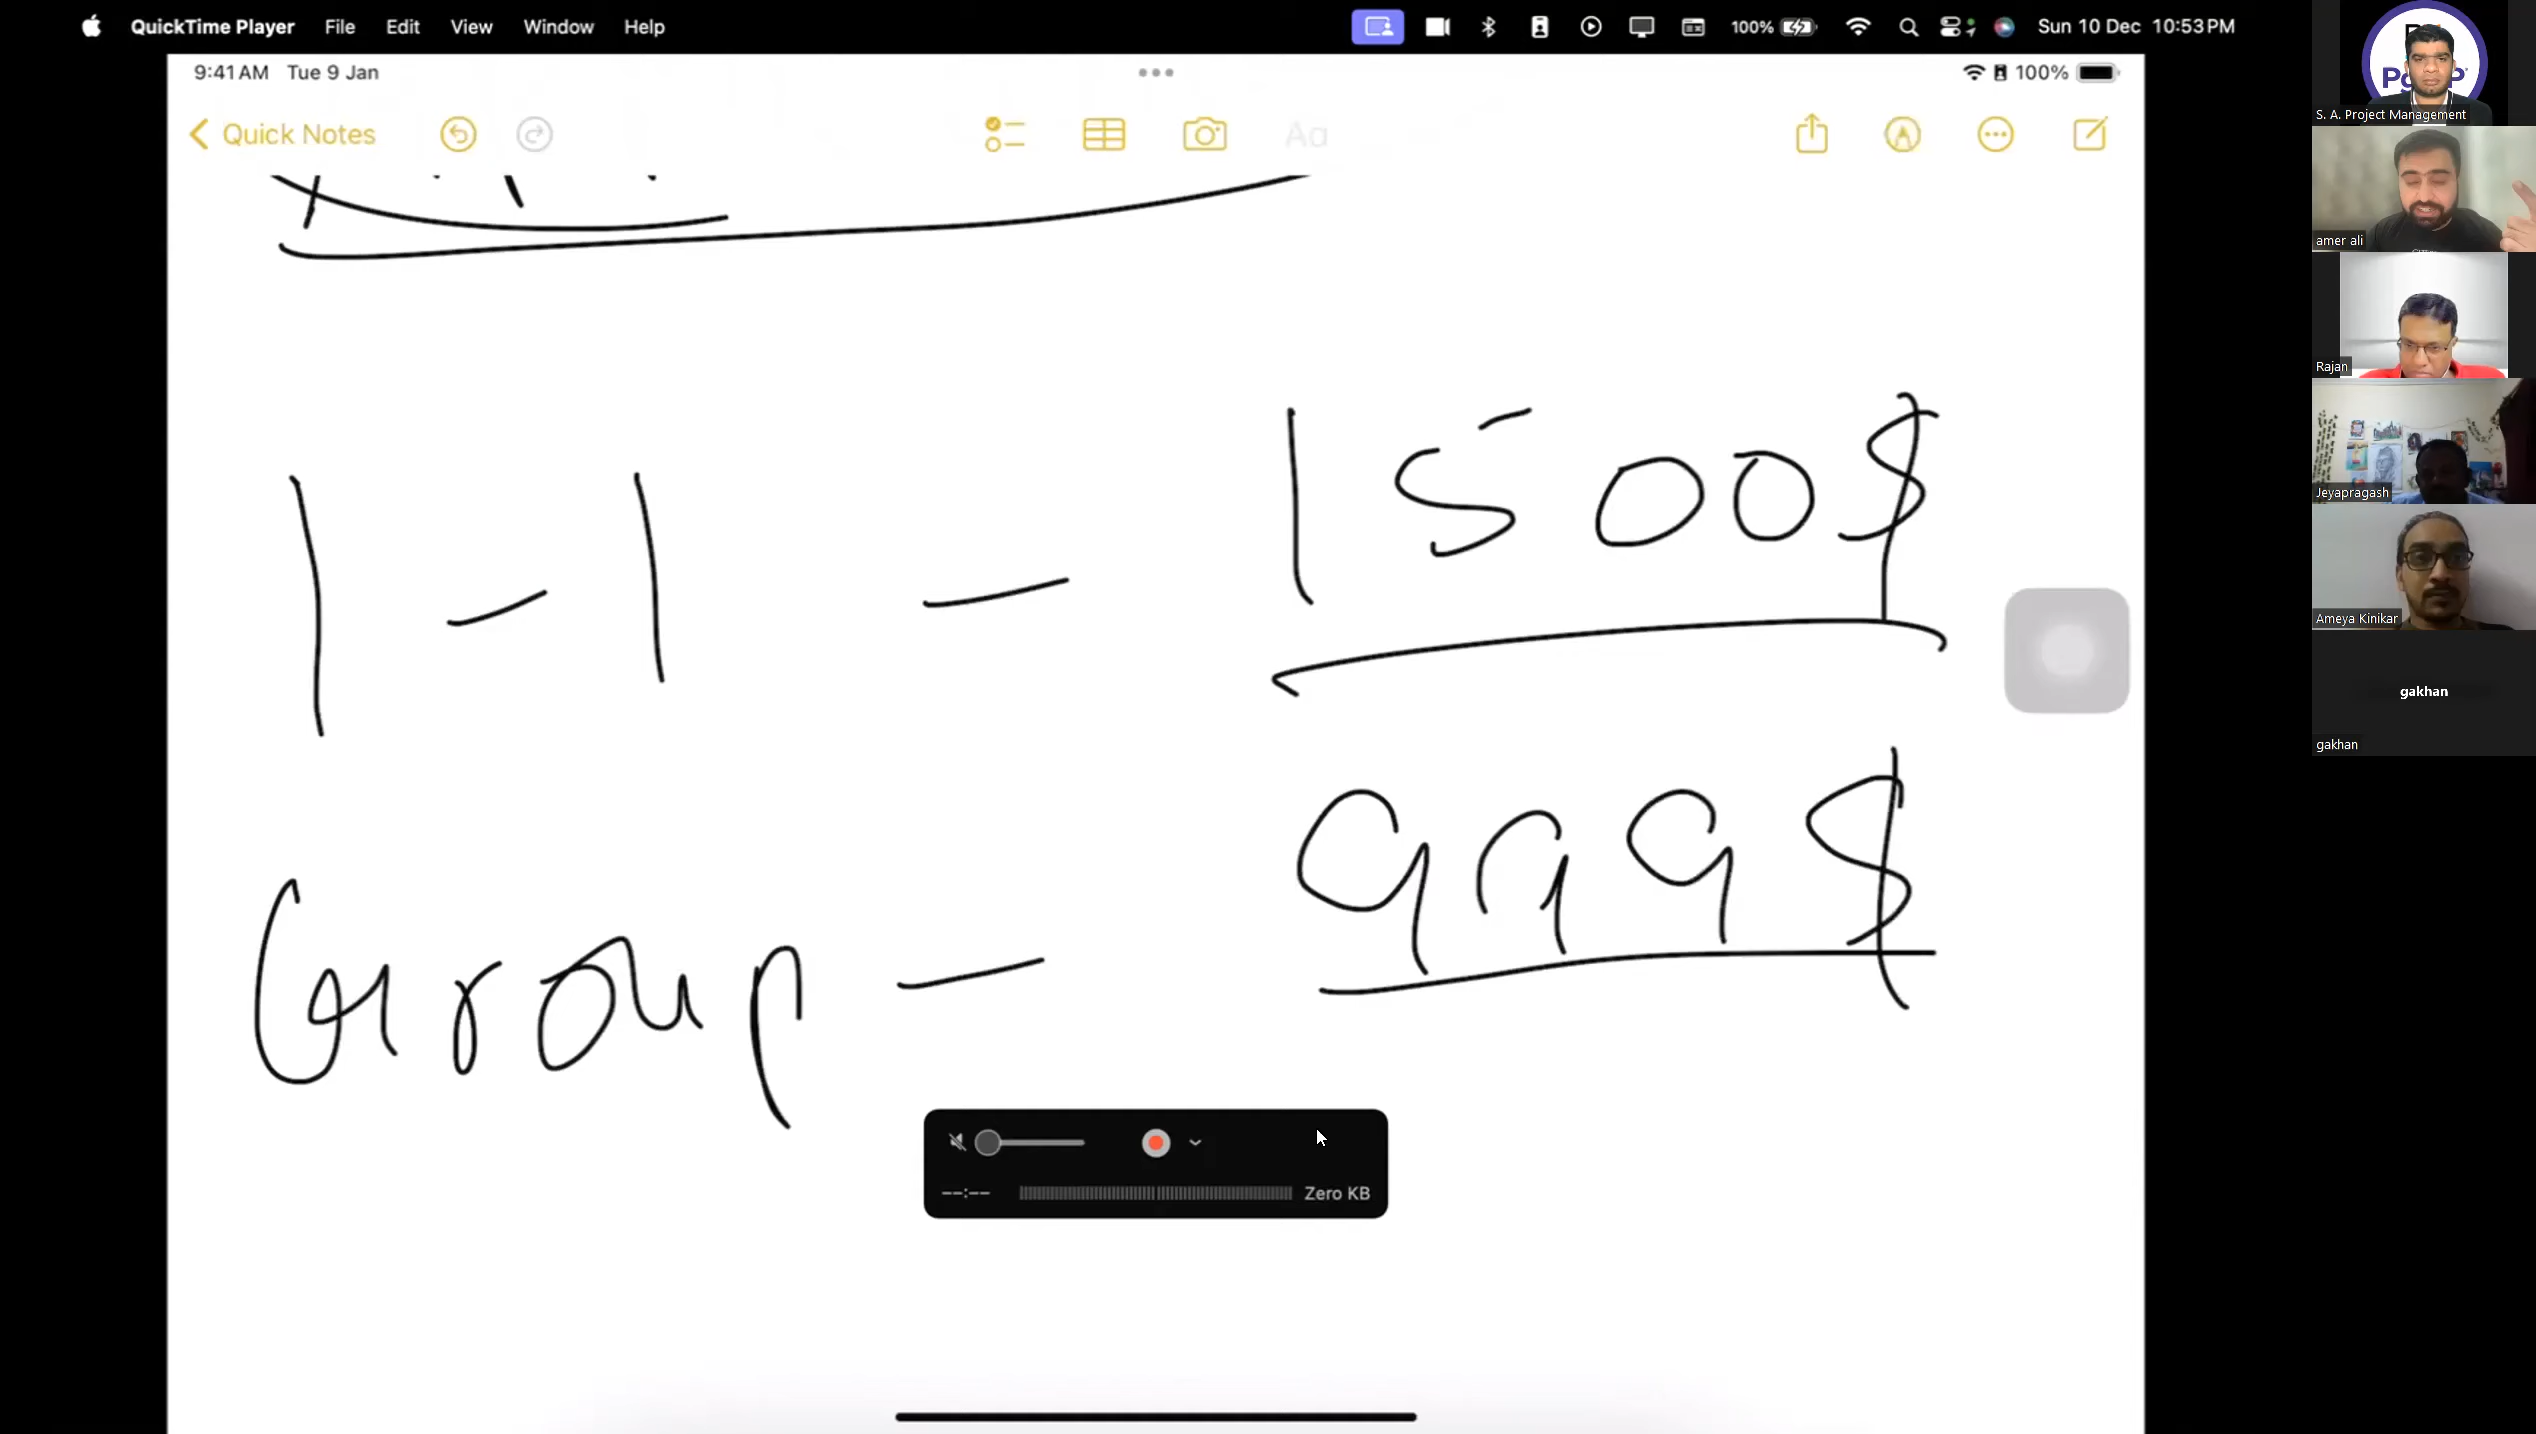 QuickTime Player File Edit View Window Help 100% Sun 10 Dec 10:53 PM
9:41 AM Tue 9 Jan 100%
Quick Notes Aa
1 - 1 - 1500$
Group - 999$
--:-- Zero KB
S. A. Project Management
amer ali
Rajan
Jeyapragash
Ameya Kinikar
gakhan
gakhan